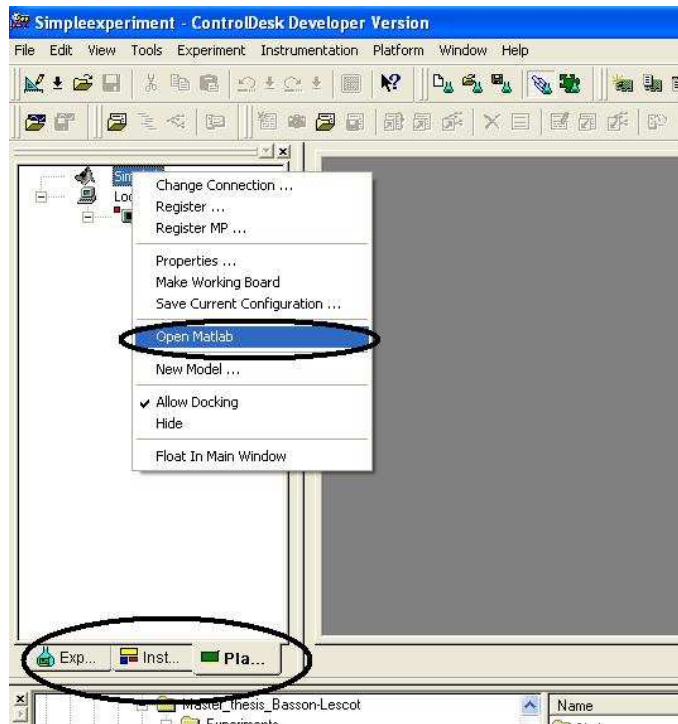 Simpleexperiment - ControlDesk Developer Version
File Edit View Tools Experiment Instrumentation Platform Window Help
Change Connection ...
Register ...
Register MP ...
Properties ...
Make Working Board
Save Current Configuration ...
Open Matlab
New Model ...
Allow Docking
Hide
Float In Main Window
Exp... Inst... Pla...
Master_thesis_Basson-Lescot
Name
Experiments